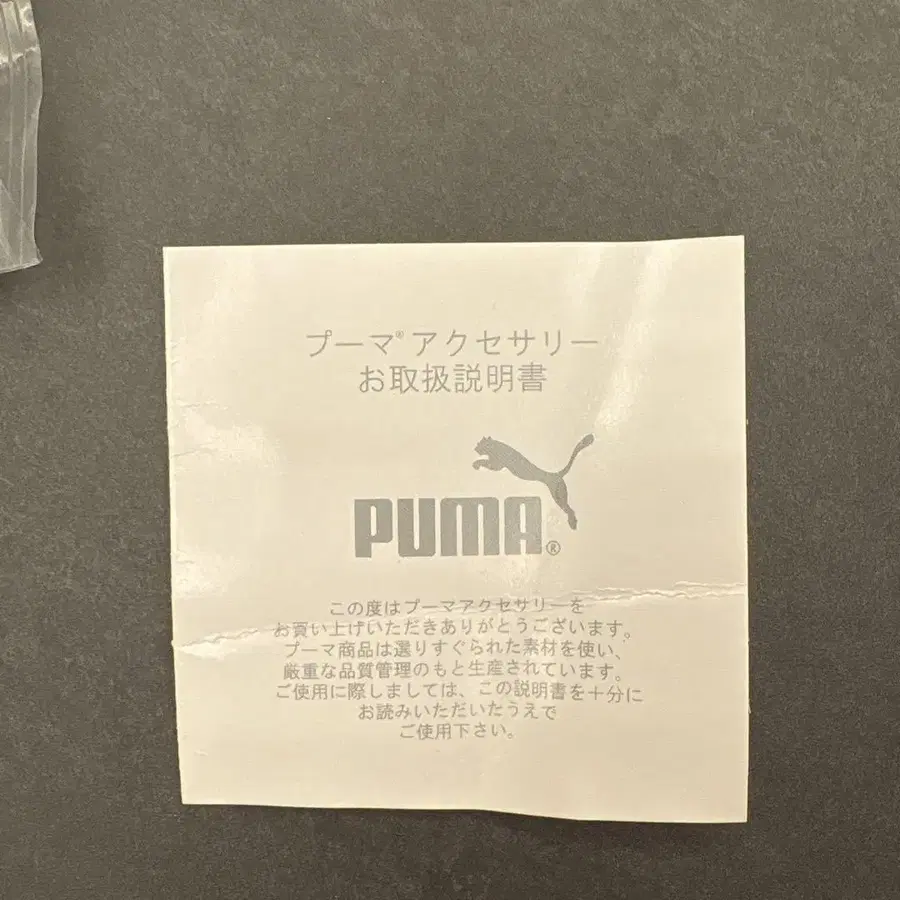 プーマ®アクセサリー
お取扱説明書
PUMA®
この度はプーマアクセサリーを
お買い上げいただきありがとうございます。
プーマ商品は選りすぐられた素材を使い、
厳重な品質管理のもと生産されています。
ご使用に際しましては、この説明書を十分に
お読みいただいたうえで
ご使用下さい。